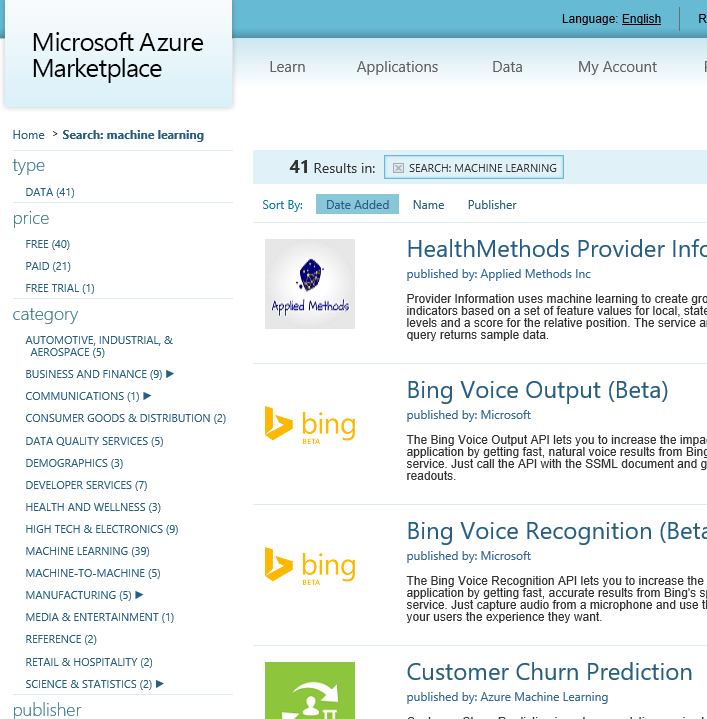 Language: English
Microsoft Azure
Marketplace
Learn Applications Data My Account
Home > Search: machine learning
type
DATA (41)
price
FREE (40)
PAID (21)
FREE TRIAL (1)
category
AUTOMOTIVE, INDUSTRIAL, &
AEROSPACE (5)
BUSINESS AND FINANCE (9)
COMMUNICATIONS (1)
CONSUMER GOODS & DISTRIBUTION (2)
DATA QUALITY SERVICES (5)
DEMOGRAPHICS (3)
DEVELOPER SERVICES (7)
HEALTH AND WELLNESS (3)
HIGH TECH & ELECTRONICS (9)
MACHINE LEARNING (39)
MACHINE-TO-MACHINE (5)
MANUFACTURING (5)
MEDIA & ENTERTAINMENT (1)
REFERENCE (2)
RETAIL & HOSPITALITY (2)
SCIENCE & STATISTICS (2)
publisher
41 Results in: SEARCH: MACHINE LEARNING
Sort By: Date Added Name Publisher
Applied Methods
HealthMethods Provider Info
published by: Applied Methods Inc
Provider Information uses machine learning to create gro
indicators based on a set of feature values for local, state
levels and a score for the relative position. The service a
query returns sample data.
bing
BETA
Bing Voice Output (Beta)
published by: Microsoft
The Bing Voice Output API lets you to increase the impa
application by getting fast, natural voice results from Bing
service. Just call the API with the SSML document and g
readouts.
bing
BETA
Bing Voice Recognition (Beta
published by: Microsoft
The Bing Voice Recognition API lets you to increase the
application by getting fast, accurate results from Bing's sp
service. Just capture audio from a microphone and use t
your users the experience they want.
Customer Churn Prediction
published by: Azure Machine Learning